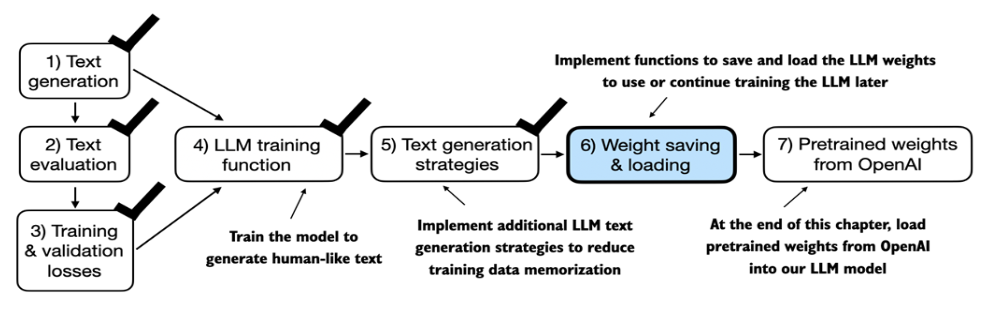 1) Text
generation
2) Text
evaluation
3) Training
& validation
losses
4) LLM training
function
Train the model to
generate human-like text
5) Text generation
strategies
Implement additional LLM text
generation strategies to reduce
training data memorization
Implement functions to save and load the LLM weights
to use or continue training the LLM later
6) Weight saving
& loading
7) Pretrained weights
from OpenAI
At the end of this chapter, load
pretrained weights from OpenAI
into our LLM model